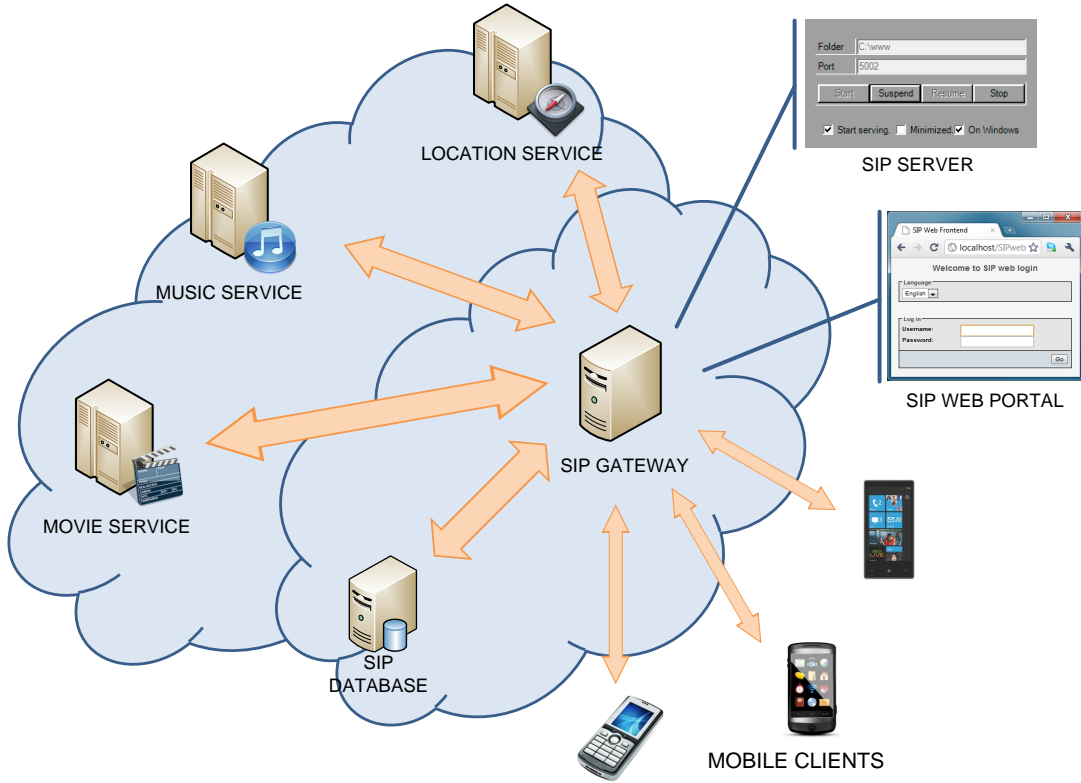 LOCATION SERVICE
Folder
C:\www
Port
5002
Start
Suspend
Resume
Stop
Start serving.
Minimized.
On Windows
SIP SERVER
MUSIC SERVICE
SIP Web Frontend
localhost/SIPweb
Welcome to SIP web login
Language
English
Log in
Username:
Password:
Go
SIP WEB PORTAL
SIP GATEWAY
MOVIE SERVICE
SIP
DATABASE
MOBILE CLIENTS